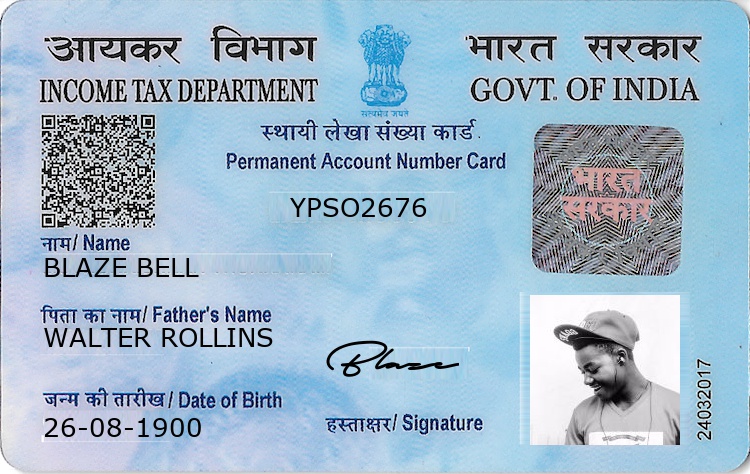 आयकर विभाग
भारत सरकार
INCOME TAX DEPARTMENT
GOVT. OF INDIA
सत्यमेव जयते
स्थायी लेखा संख्या कार्ड
Permanent Account Number Card
YPSO2676
भारत
सरकार
नाम/ Name
BLAZE BELL
पिता का नाम/ Father's Name
WALTER ROLLINS
Blaze
जन्म की तारीख/ Date of Birth
26-08-1900
हस्ताक्षर/ Signature
24032017